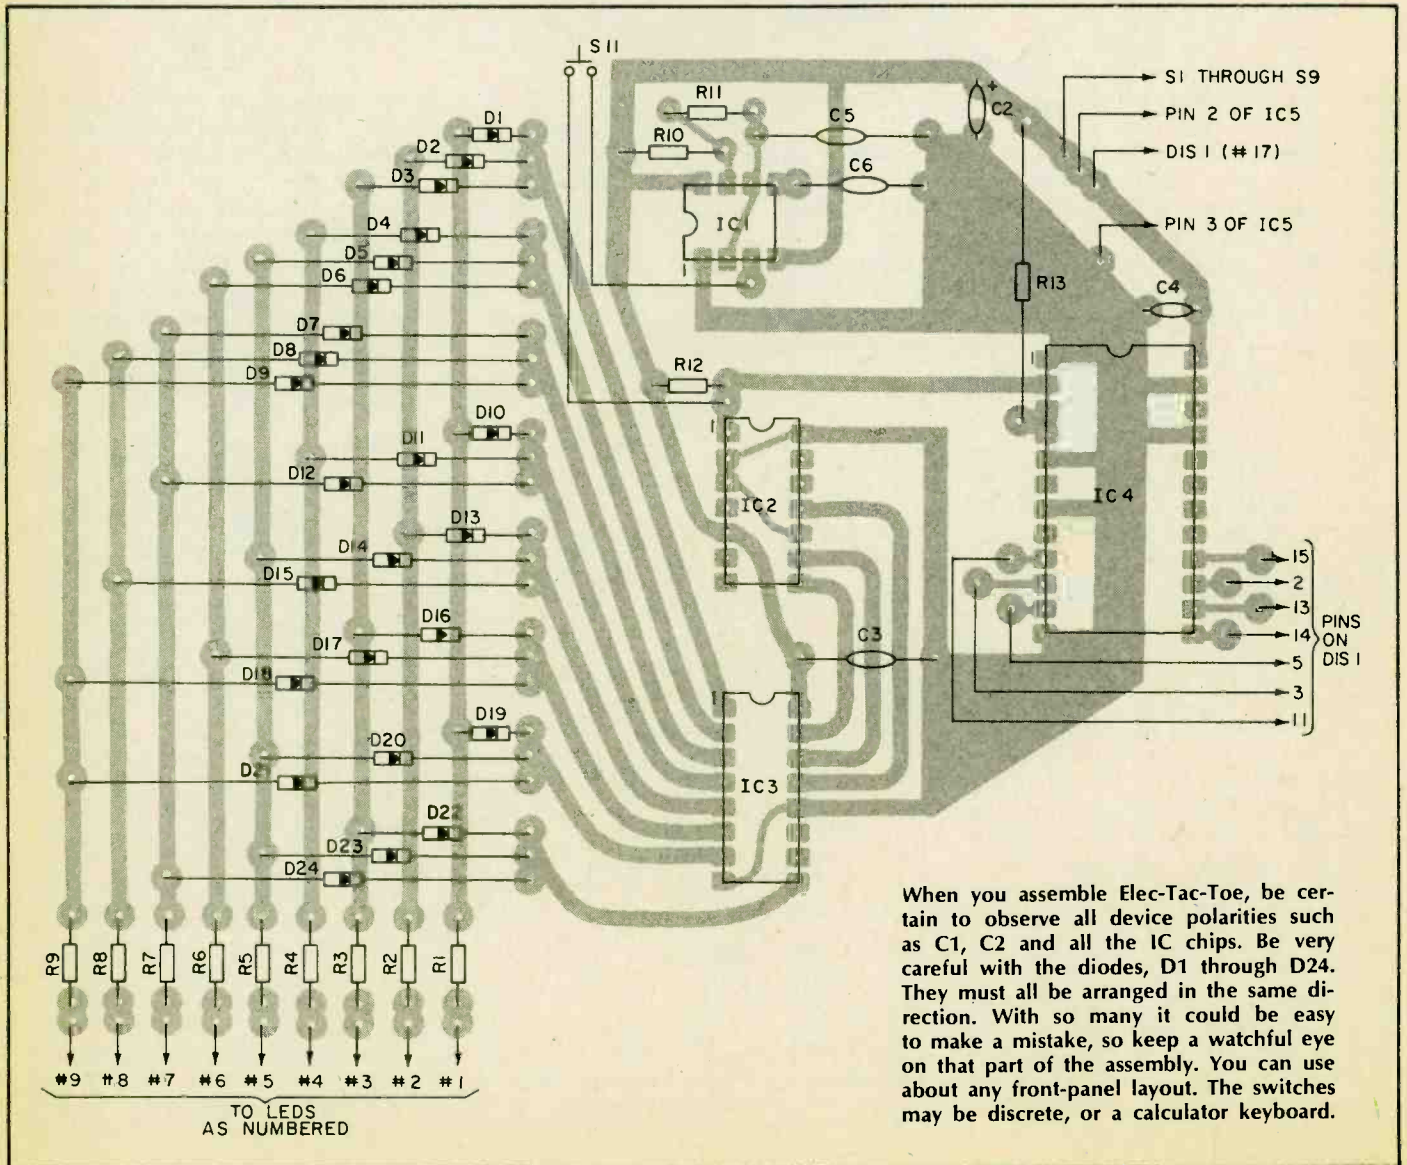 S11
S1 THROUGH S9
PIN 2 OF IC5
DIS 1 (#17)
PIN 3 OF IC5
R11
R10
C5
C6
C2
+
IC1
1
R13
C4
D1
D2
D3
D4
D5
D6
D7
D8
D9
D10
D11
D12
D13
D14
D15
D16
D17
D18
D19
D20
D21
D22
D23
D24
R12
1
IC2
1
IC4
C3
1
IC3
15
2
13
14
5
3
11
PINS
ON
DIS 1
R9
R8
R7
R6
R5
R4
R3
R2
R1
#9 #8 #7 #6 #5 #4 #3 #2 #1
TO LEDS
AS NUMBERED
When you assemble Elec-Tac-Toe, be cer-
tain to observe all device polarities such
as C1, C2 and all the IC chips. Be very
careful with the diodes, D1 through D24.
They must all be arranged in the same di-
rection. With so many it could be easy
to make a mistake, so keep a watchful eye
on that part of the assembly. You can use
about any front-panel layout. The switches
may be discrete, or a calculator keyboard.